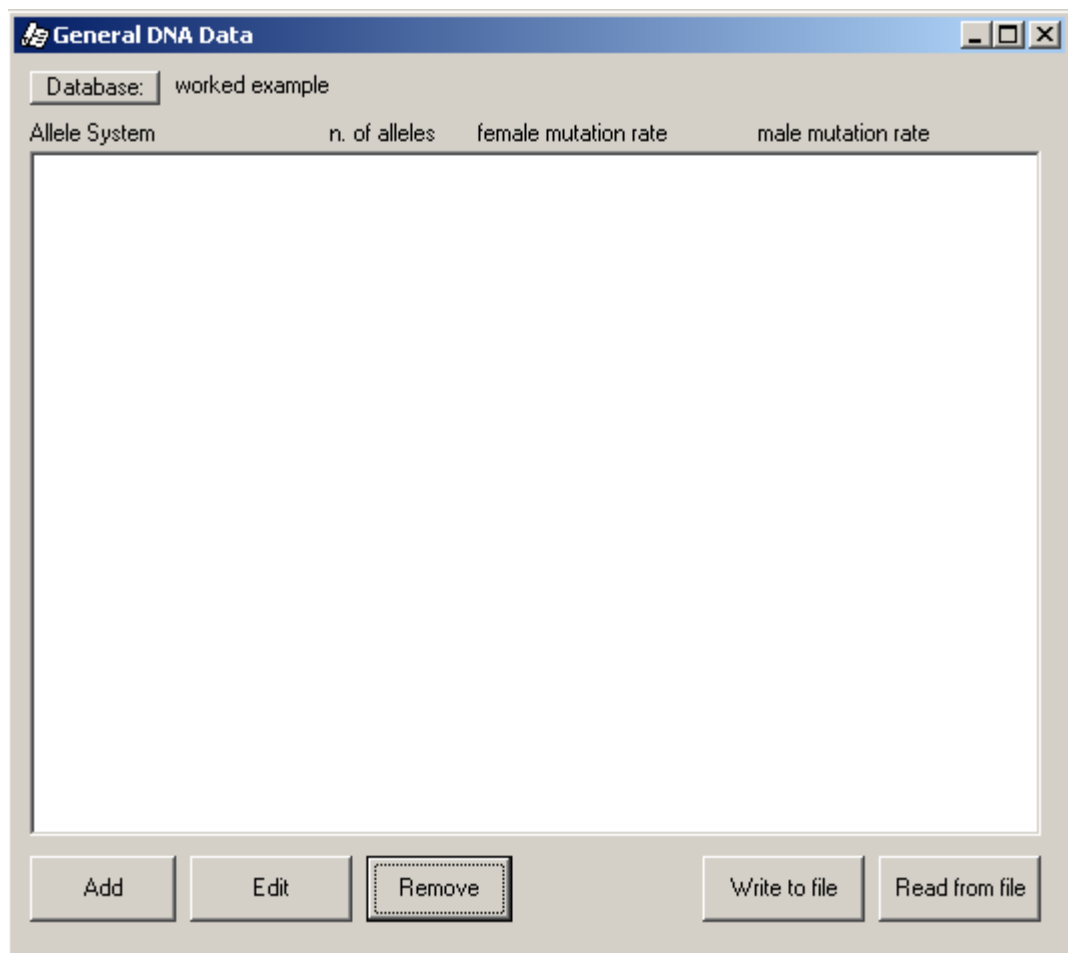 General DNA Data
Database: worked example
Allele System n. of alleles female mutation rate male mutation rate
Add Edit Remove Write to file Read from file